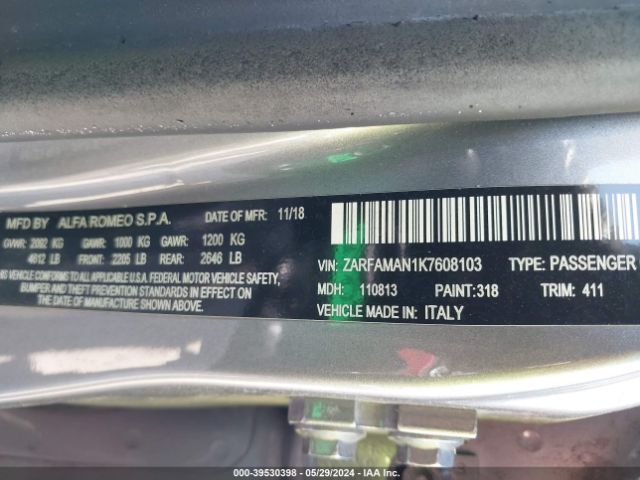 MFD BY ALFA ROMEO S.P.A. DATE OF MFR: 11/18
GVWR: 2082 KG GAWR: 1000 KG GAWR: 1200 KG
4612 LB FRONT: 2205 LB REAR: 2646 LB
THIS VEHICLE CONFORMS TO ALL APPLICABLE U.S.A. FEDERAL MOTOR VEHICLE SAFETY,
BUMPER AND THEFT PREVENTION STANDARDS IN EFFECT ON THE
DATE OF MANUFACTURE SHOWN ABOVE.
VIN: ZARFAMAN1K7608103 TYPE: PASSENGER
MDH: 110813 PAINT:318 TRIM: 411
VEHICLE MADE IN: ITALY
000-39530398 - 05/29/2024 - IAA Inc.